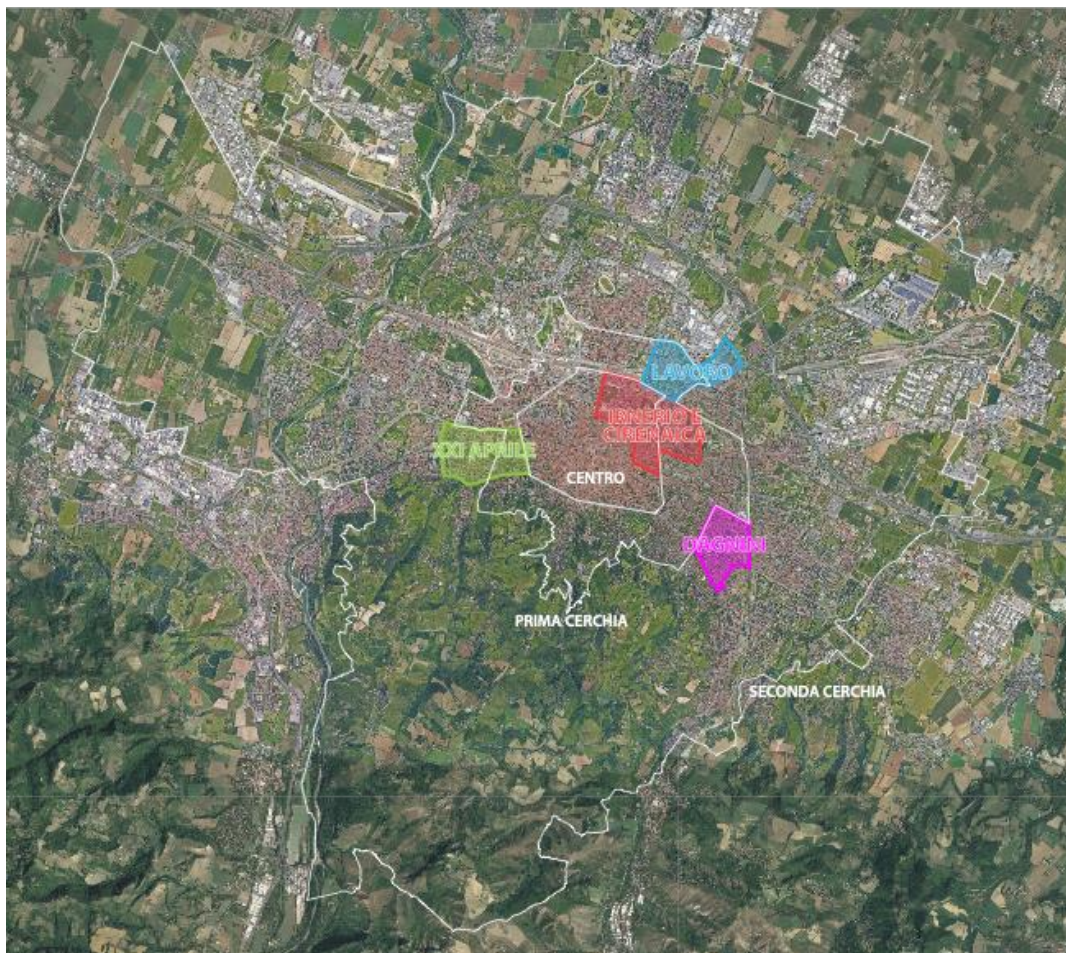 LAVORO
IRNERIO E
CIRENAICA
XXI APRILE
CENTRO
DAGNINI
PRIMA CERCHIA
SECONDA CERCHIA